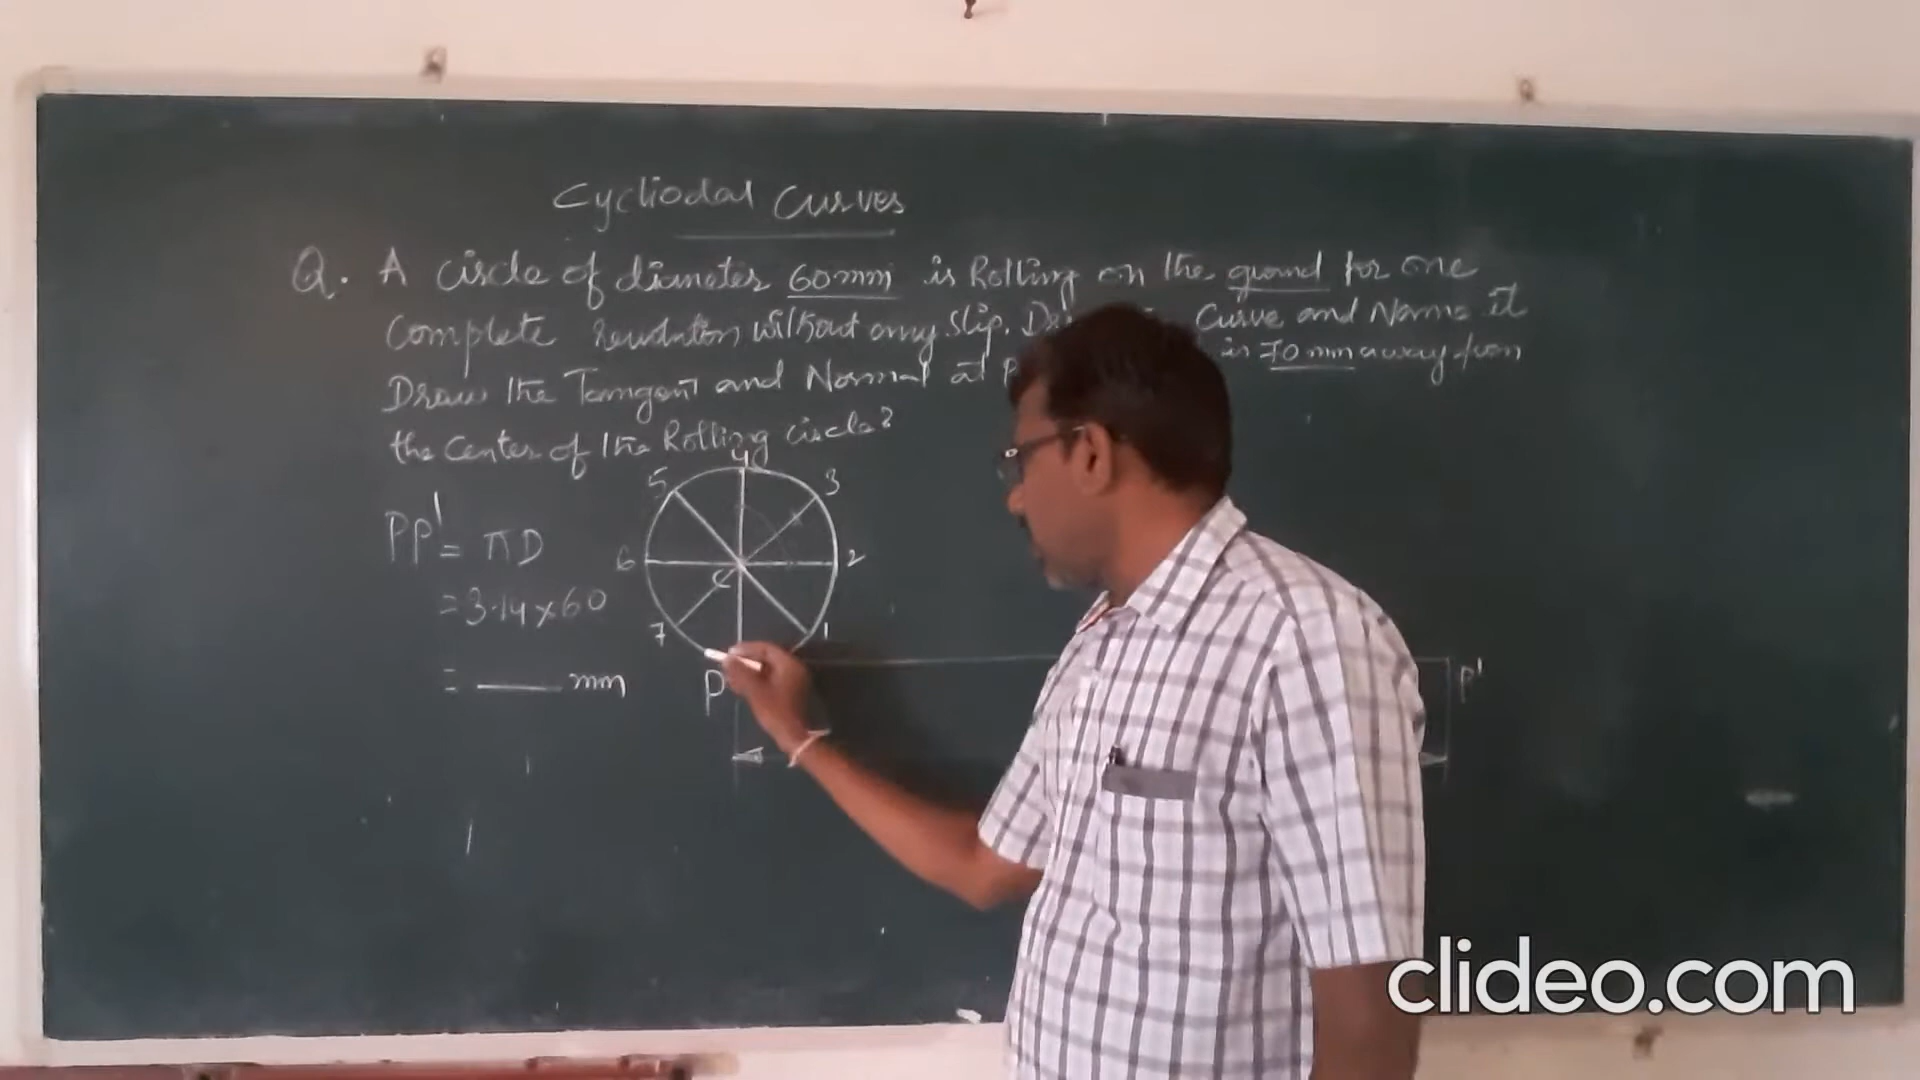 Cycliodal Curves
Q. A circle of diameter 60mm is Rolling on the ground for one
Complete revolution without any slip. Curve and Name it
Draw the Tangent and Normal at is 70 mm away from
the Center of the Rolling circle?
4
5
3
PP' = πD
6
2
C
= 3.14 x 60
7
1
= ___ mm
P
P'
clideo.com